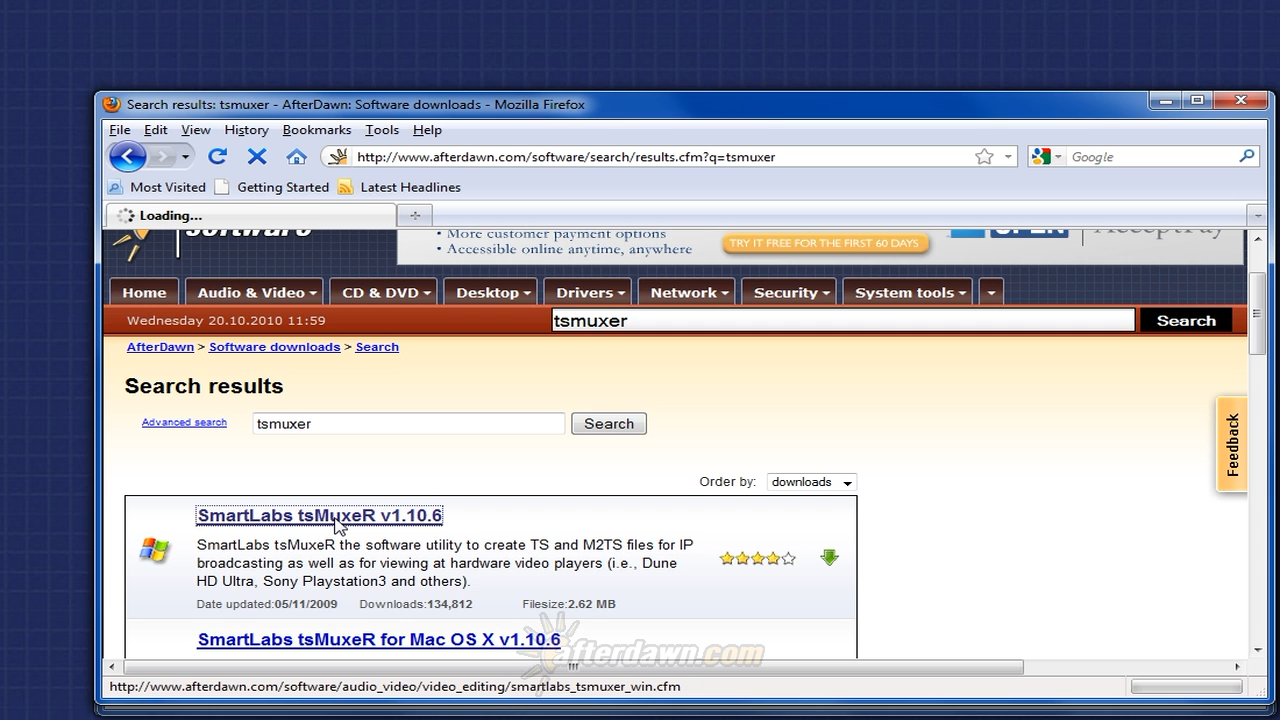 Search results: tsmuxer - AfterDawn: Software downloads - Mozilla Firefox
File Edit View History Bookmarks Tools Help
http://www.afterdawn.com/software/search/results.cfm?q=tsmuxer
Google
Most Visited Getting Started Latest Headlines
Loading...
software
• More customer payment options
• Accessible online anytime, anywhere
TRY IT FREE FOR THE FIRST 60 DAYS
OPEN
AcceptPay
Home Audio & Video CD & DVD Desktop Drivers Network Security System tools
Wednesday 20.10.2010 11:59
tsmuxer
Search
AfterDawn > Software downloads > Search
Search results
Advanced search
tsmuxer
Search
Feedback
Order by: downloads
SmartLabs tsMuxeR v1.10.6
SmartLabs tsMuxeR the software utility to create TS and M2TS files for IP
broadcasting as well as for viewing at hardware video players (i.e., Dune
HD Ultra, Sony Playstation3 and others).
Date updated:05/11/2009 Downloads:134,812 Filesize:2.62 MB
SmartLabs tsMuxeR for Mac OS X v1.10.6
afterdawn.com
http://www.afterdawn.com/software/audio_video/video_editing/smartlabs_tsmuxer_win.cfm